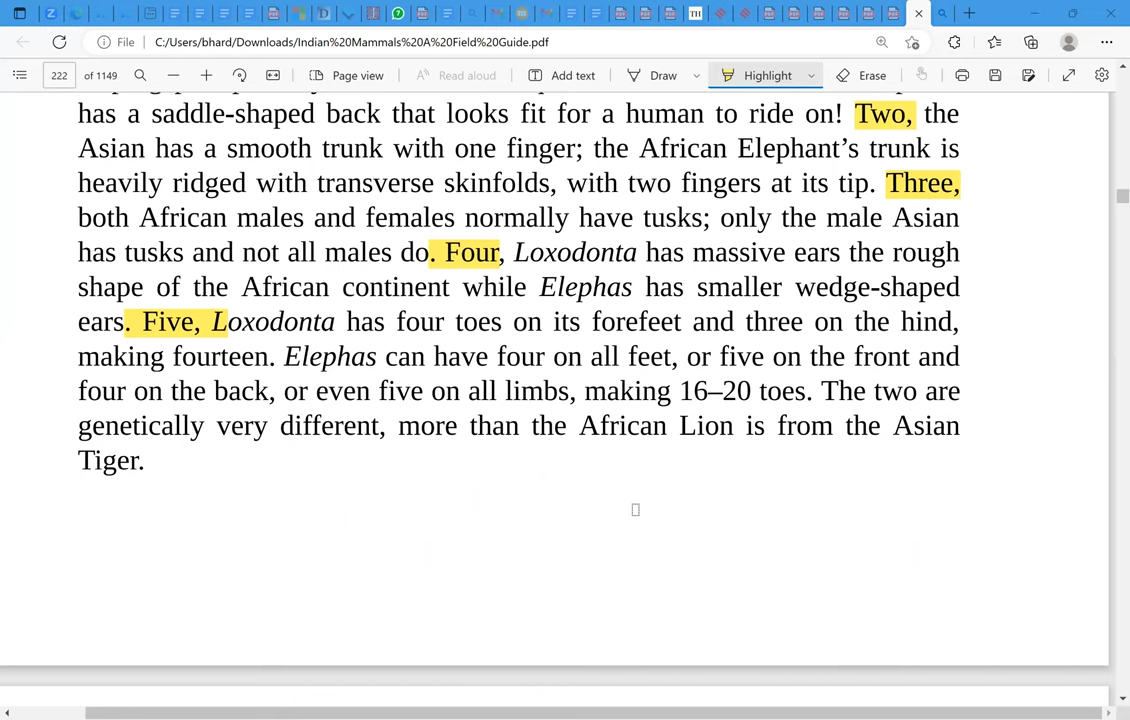 File C:/Users/bhard/Downloads/Indian%20Mammals%20A%20Field%20Guide.pdf
222 of 1149 Page view Read aloud Add text Draw Highlight Erase
has a saddle-shaped back that looks fit for a human to ride on! Two, the
Asian has a smooth trunk with one finger; the African Elephant’s trunk is
heavily ridged with transverse skinfolds, with two fingers at its tip. Three,
both African males and females normally have tusks; only the male Asian
has tusks and not all males do. Four, Loxodonta has massive ears the rough
shape of the African continent while Elephas has smaller wedge-shaped
ears. Five, Loxodonta has four toes on its forefeet and three on the hind,
making fourteen. Elephas can have four on all feet, or five on the front and
four on the back, or even five on all limbs, making 16–20 toes. The two are
genetically very different, more than the African Lion is from the Asian
Tiger.